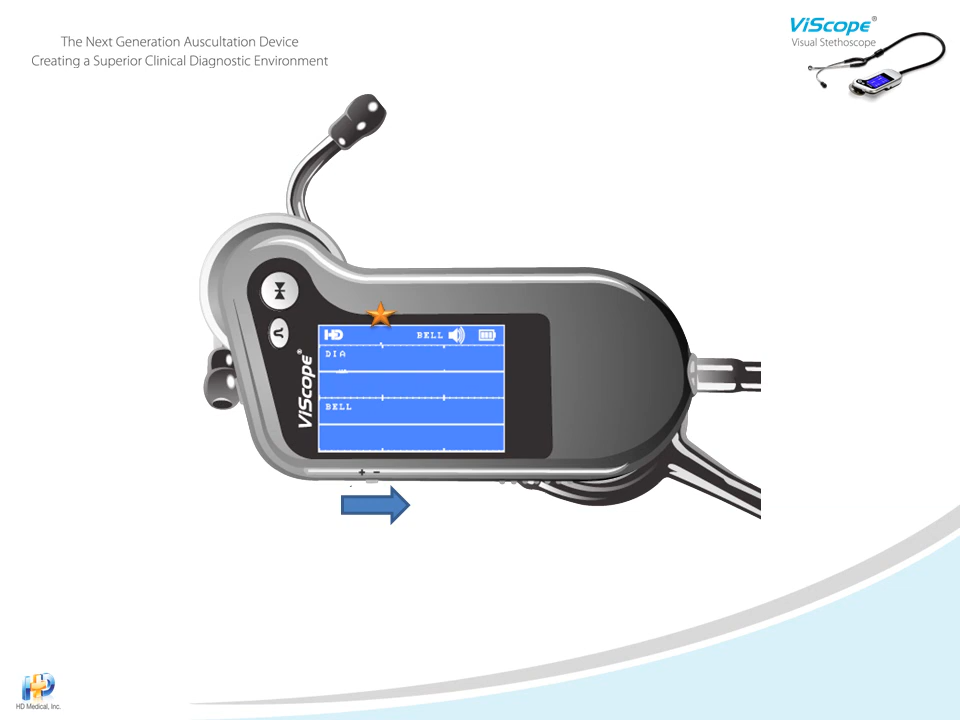 The Next Generation Auscultation Device
Creating a Superior Clinical Diagnostic Environment
ViScope®
Visual Stethoscope
HD BELL
DIA
BELL
ViScope®
+ -
HD Medical, Inc.